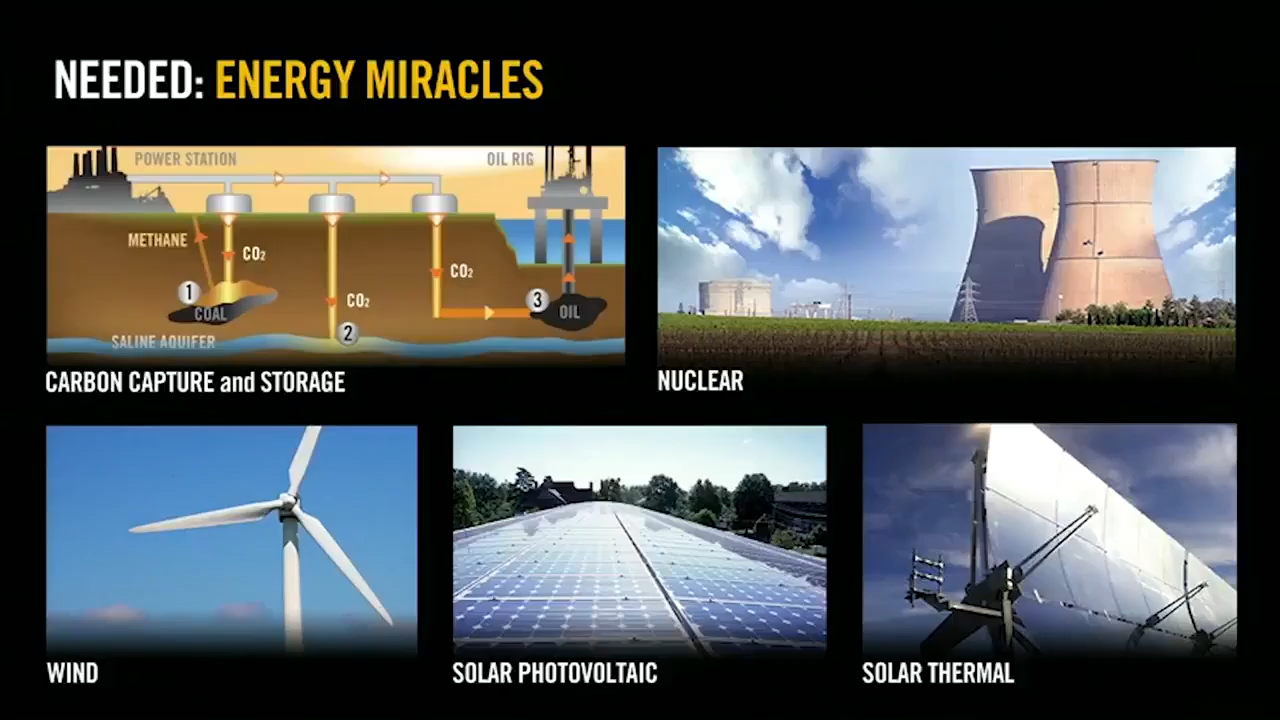 NEEDED: ENERGY MIRACLES
POWER STATION
OIL RIG
METHANE
CO₂
CO₂
CO₂
1
COAL
2
3
OIL
SALINE AQUIFER
CARBON CAPTURE and STORAGE
NUCLEAR
WIND
SOLAR PHOTOVOLTAIC
SOLAR THERMAL